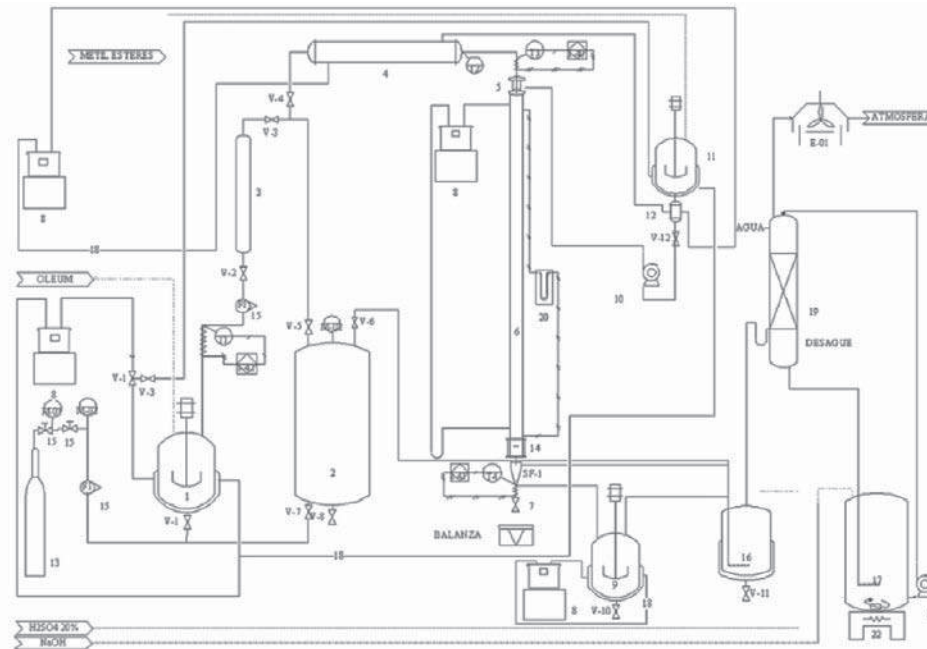 METIL ESTERES
4
5
V-4
V-3
8
8
3
11
E-01
ATMOSFERA
12
V-12
AGUA
18
OLEUM
V-2
15
10
20
6
19
DESAGUE
V-5
V-6
8
V-1
V-3
15
15
1
2
14
SF-1
15
V-1
V-7
V-8
7
BALANZA
13
18
9
16
17
8
V-10
18
V-11
22
H2SO4 20%
NaOH